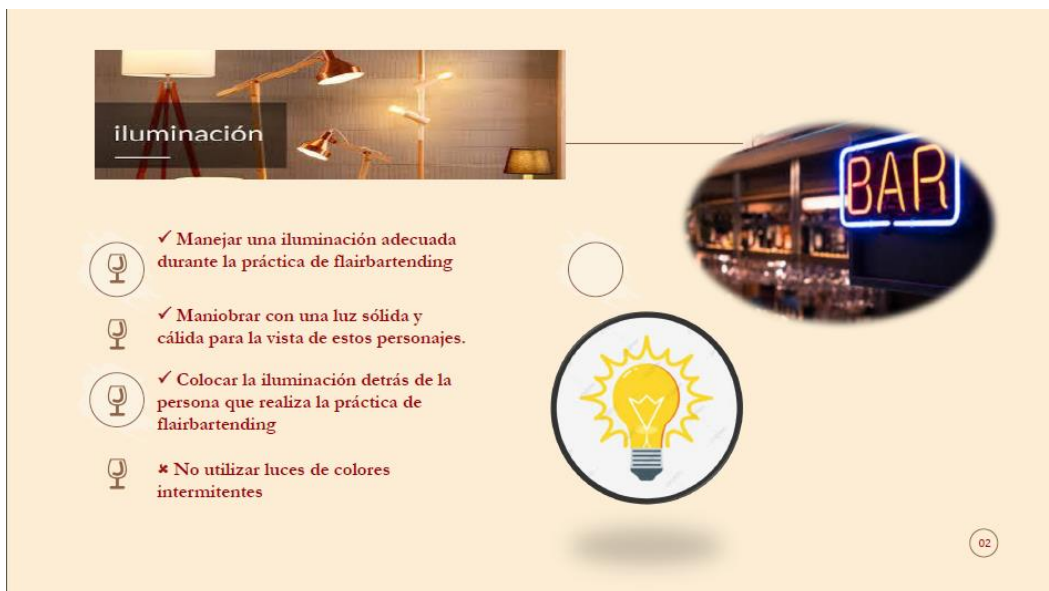 iluminación
BAR
✓ Manejar una iluminación adecuada
durante la práctica de flairbartending
✓ Maniobrar con una luz sólida y
cálida para la vista de estos personajes.
✓ Colocar la iluminación detrás de la
persona que realiza la práctica de
flairbartending
✘ No utilizar luces de colores
intermitentes
02